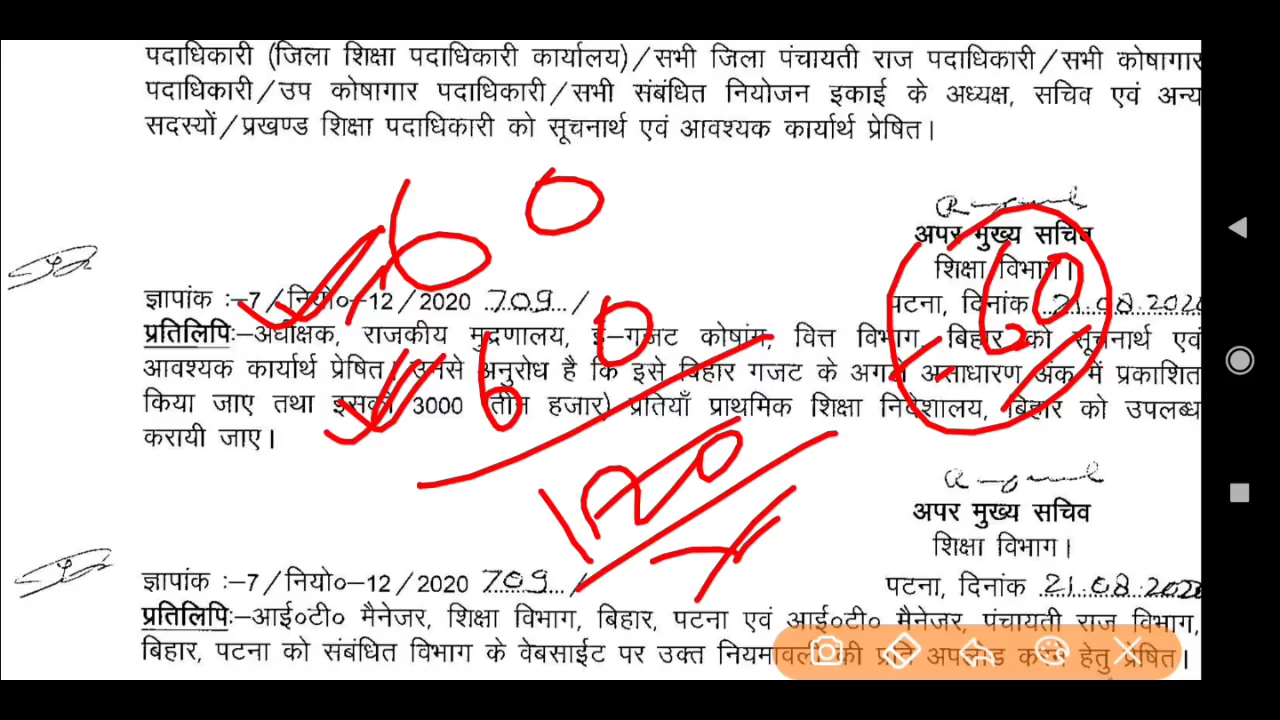 पदाधिकारी (जिला शिक्षा पदाधिकारी कार्यालय)/सभी जिला पंचायती राज पदाधिकारी/सभी कोषागार
पदाधिकारी/उप कोषागार पदाधिकारी/सभी संबंधित नियोजन इकाई के अध्यक्ष, सचिव एवं अन्य
सदस्यों/प्रखण्ड शिक्षा पदाधिकारी को सूचनार्थ एवं आवश्यक कार्यार्थ प्रेषित।
60
अपर मुख्य सचिव
शिक्षा विभाग।
ज्ञापांक :–7/नियो०–12/2020 709 /
पटना, दिनांक 21.08.2020
60
प्रतिलिपिः–अधीक्षक, राजकीय मुद्रणालय, ई–गजट कोषांग, वित्त विभाग, बिहार को सूचनार्थ एवं
आवश्यक कार्यार्थ प्रेषित। उनसे अनुरोध है कि इसे बिहार गजट के अगले असाधारण अंक में प्रकाशित
किया जाए तथा इसकी 3000 तीन हजार) प्रतियाँ प्राथमिक शिक्षा निदेशालय, बिहार को उपलब्ध
करायी जाए।
60
120
अपर मुख्य सचिव
शिक्षा विभाग।
ज्ञापांक :–7/नियो०–12/2020 709 /
पटना, दिनांक 21.08.2020
प्रतिलिपिः–आई०टी० मैनेजर, शिक्षा विभाग, बिहार, पटना एवं आई०टी० मैनेजर, पंचायती राज विभाग,
बिहार, पटना को संबंधित विभाग के वेबसाईट पर उक्त नियमावली की प्रति अपलोड करने हेतु प्रेषित।